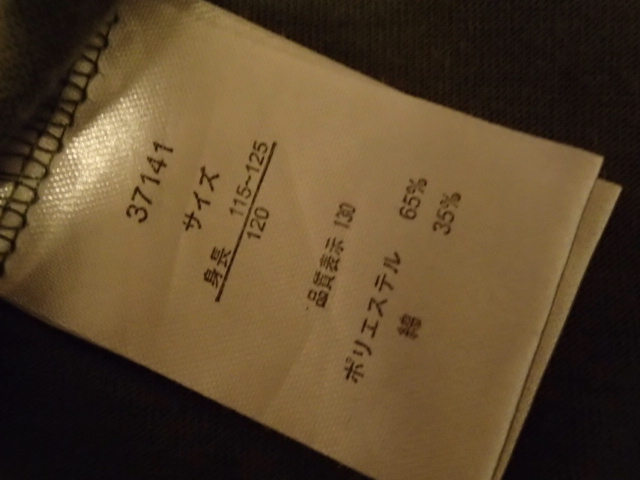 37141
サイズ
身長 115~125
120
品質表示 130
ポリエステル 65%
綿 35%